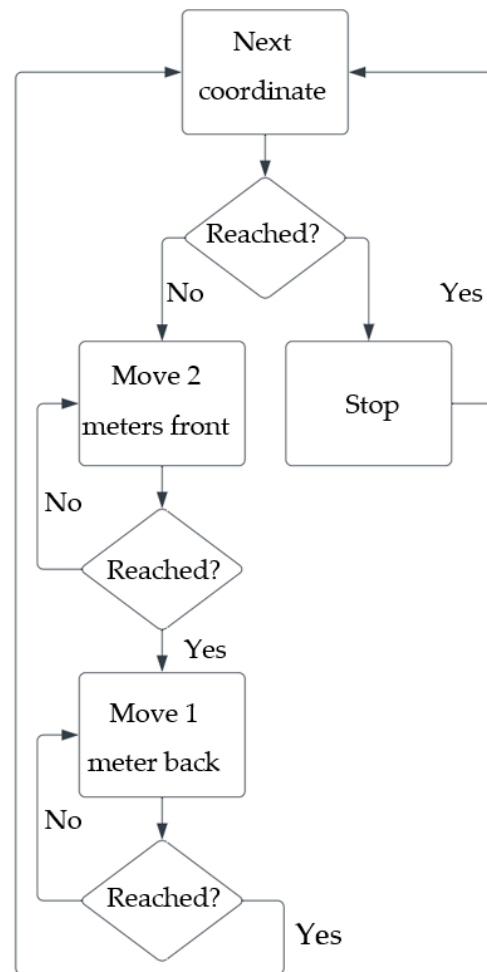 Next
coordinate
Reached?
No
Yes
Move 2
meters front
Stop
No
Reached?
Yes
Move 1
meter back
No
Reached?
Yes